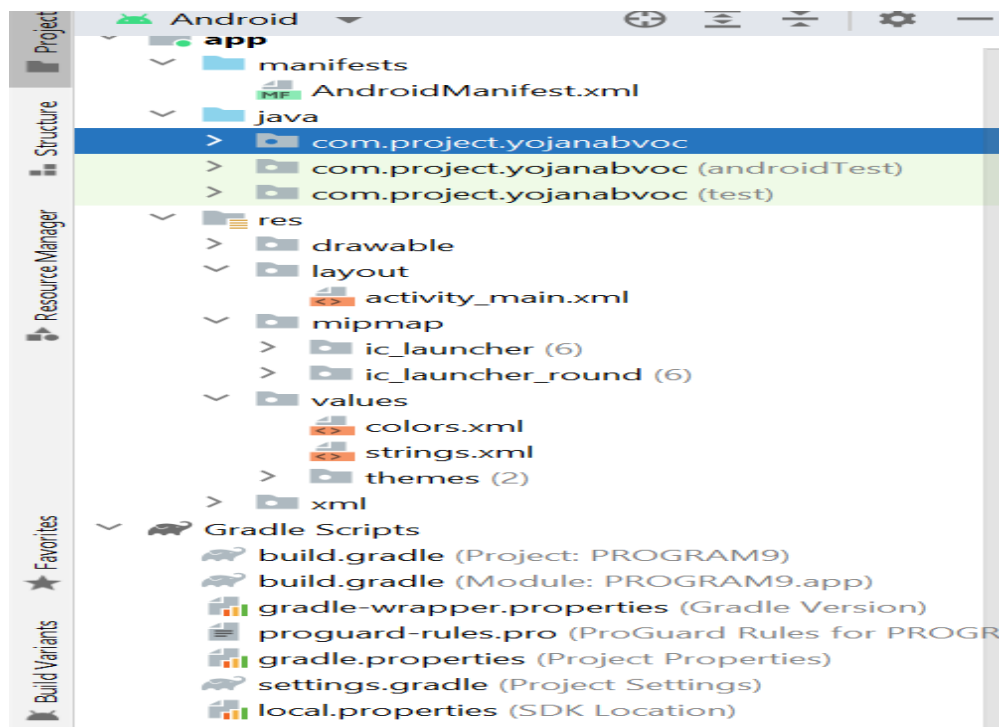 Android
app
manifests
MF AndroidManifest.xml
java
com.project.yojanabvoc
com.project.yojanabvoc (androidTest)
com.project.yojanabvoc (test)
res
drawable
layout
<> activity_main.xml
mipmap
ic_launcher (6)
ic_launcher_round (6)
values
<> colors.xml
<> strings.xml
themes (2)
xml
Gradle Scripts
build.gradle (Project: PROGRAM9)
build.gradle (Module: PROGRAM9.app)
gradle-wrapper.properties (Gradle Version)
proguard-rules.pro (ProGuard Rules for PROGR
gradle.properties (Project Properties)
settings.gradle (Project Settings)
local.properties (SDK Location)
Project
Structure
Resource Manager
Favorites
Build Variants